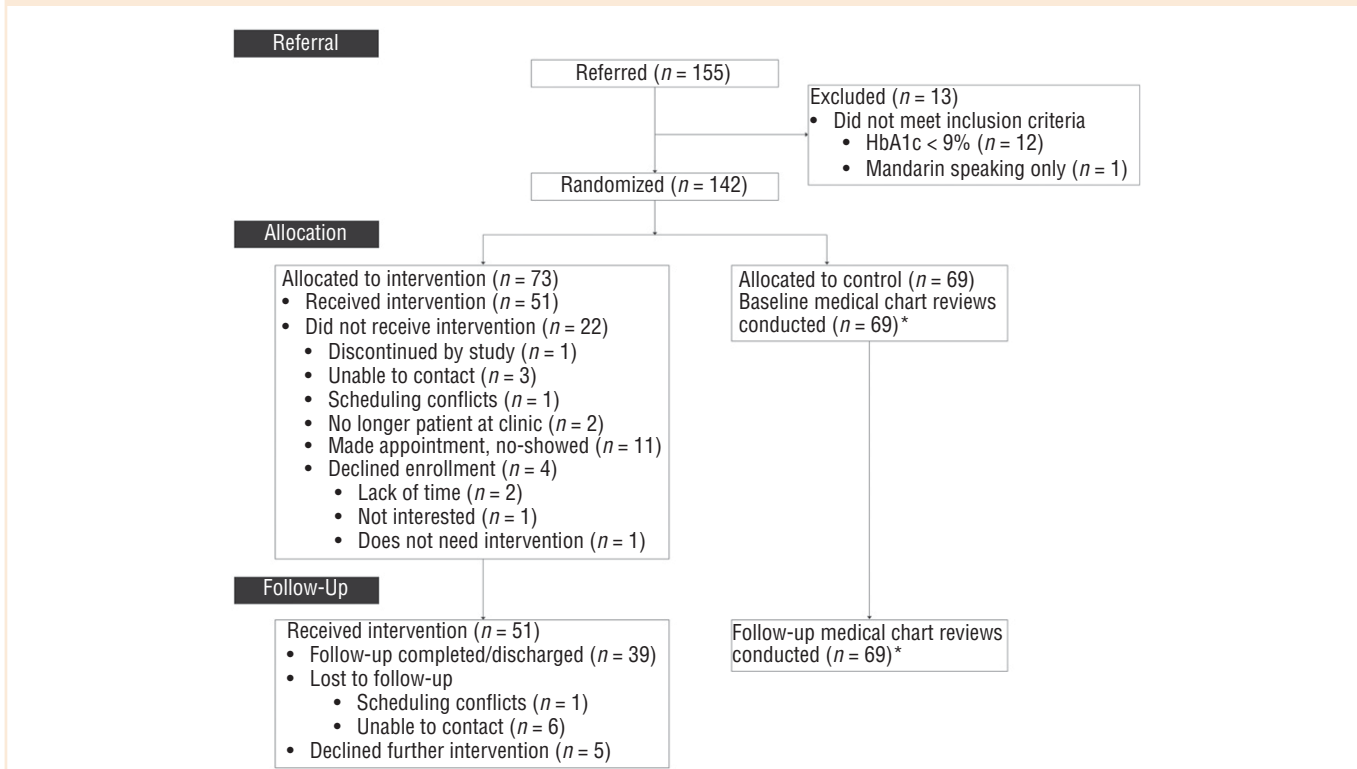 Referral
Referred (n = 155)
Excluded (n = 13)
• Did not meet inclusion criteria
• HbA1c < 9% (n = 12)
• Mandarin speaking only (n = 1)
Randomized (n = 142)
Allocation
Allocated to intervention (n = 73)
• Received intervention (n = 51)
• Did not receive intervention (n = 22)
• Discontinued by study (n = 1)
• Unable to contact (n = 3)
• Scheduling conflicts (n = 1)
• No longer patient at clinic (n = 2)
• Made appointment, no-showed (n = 11)
• Declined enrollment (n = 4)
• Lack of time (n = 2)
• Not interested (n = 1)
• Does not need intervention (n = 1)
Allocated to control (n = 69)
Baseline medical chart reviews
conducted (n = 69)*
Follow-Up
Received intervention (n = 51)
• Follow-up completed/discharged (n = 39)
• Lost to follow-up
• Scheduling conflicts (n = 1)
• Unable to contact (n = 6)
• Declined further intervention (n = 5)
Follow-up medical chart reviews
conducted (n = 69)*